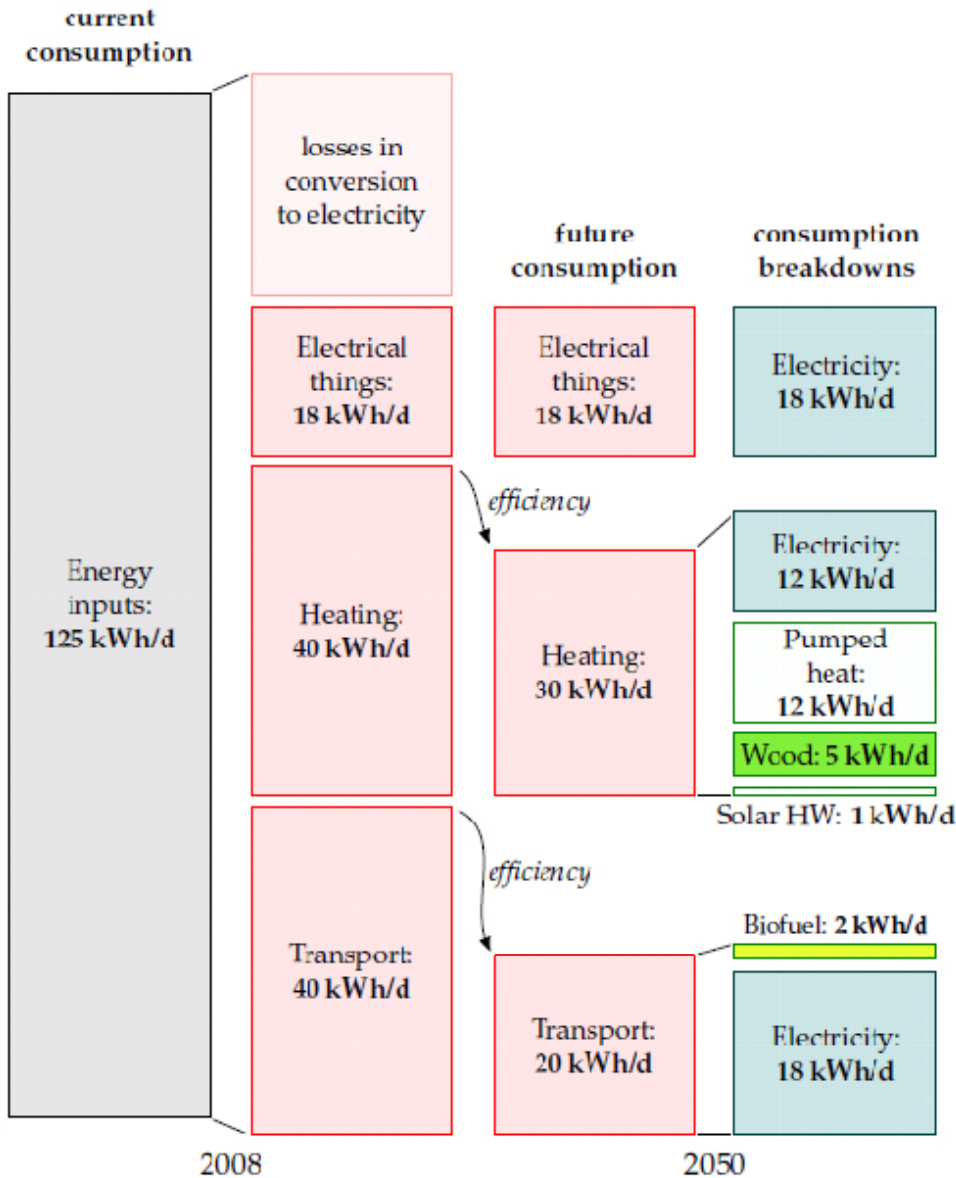 current
consumption
losses in
conversion
to electricity
future
consumption
consumption
breakdowns
Electrical
things:
18 kWh/d
Electrical
things:
18 kWh/d
Electricity:
18 kWh/d
efficiency
Energy
inputs:
125 kWh/d
Heating:
40 kWh/d
Heating:
30 kWh/d
Electricity:
12 kWh/d
Pumped
heat:
12 kWh/d
Wood: 5 kWh/d
Solar HW: 1 kWh/d
efficiency
Transport:
40 kWh/d
Transport:
20 kWh/d
Biofuel: 2 kWh/d
Electricity:
18 kWh/d
2008
2050